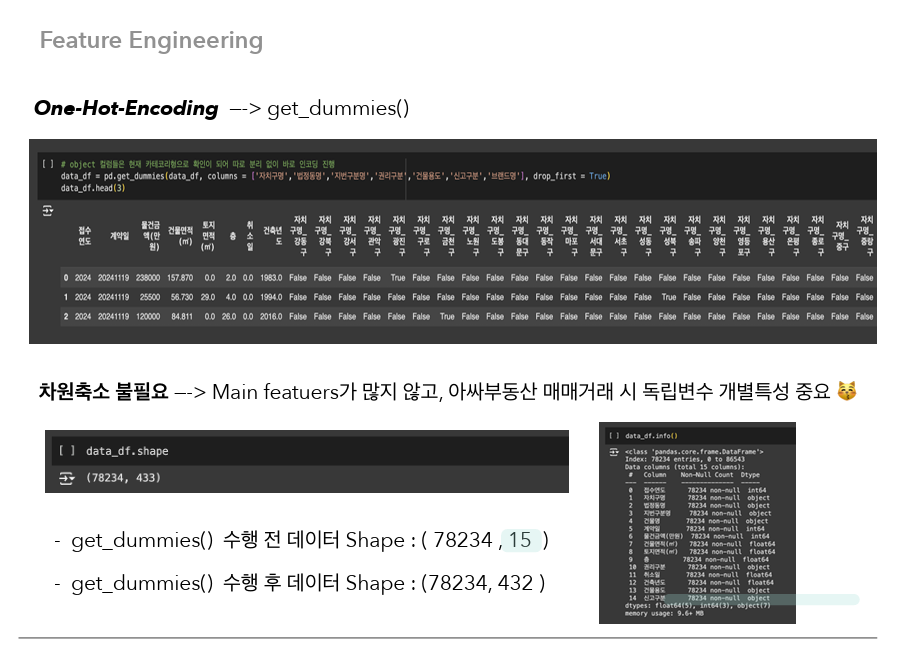 Feature Engineering
One-Hot-Encoding —-> get_dummies()
[ ] # object 컬럼들은 현재 카테고리형으로 확인이 되어 따로 분리 없이 바로 인코딩 진행
data_df = pd.get_dummies(data_df, columns = ['자치구명','법정동명','지번구분명','권리구분','건물용도','신고구분','브랜드명'], drop_first = True)
data_df.head(3)
접수연도 계약일 물건금액(만원) 건물면적(㎡) 토지면적(㎡) 층 취소일 건축년도 자치구명_강동구 자치구명_강북구 자치구명_강서구 자치구명_관악구 자치구명_광진구 자치구명_구로구 자치구명_금천구 자치구명_노원구 자치구명_도봉구 자치구명_동대문구 자치구명_동작구 자치구명_마포구 자치구명_서대문구 자치구명_서초구 자치구명_성동구 자치구명_성북구 자치구명_송파구 자치구명_양천구 자치구명_영등포구 자치구명_용산구 자치구명_은평구 자치구명_종로구 자치구명_중구 자치구명_중랑구
0 2024 20241119 238000 157.870 0.0 2.0 0.0 1983.0 False False False False True False False False False False False False False False False False False False False False False False False False
1 2024 20241119 25500 56.730 29.0 4.0 0.0 1994.0 False False False False False False False False False False False False False False False True False False False False False False False False
2 2024 20241119 120000 84.811 0.0 26.0 0.0 2016.0 False False False False False False True False False False False False False False False False False False False False False False False False
차원축소 불필요 —-> Main featuers가 많지 않고, 아싸부동산 매매거래 시 독립변수 개별특성 중요 😽
[ ] data_df.shape
(78234, 433)
- get_dummies() 수행 전 데이터 Shape : ( 78234 , 15 )
- get_dummies() 수행 후 데이터 Shape : (78234, 432 )
[ ] data_df.info()
<class 'pandas.core.frame.DataFrame'>
Index: 78234 entries, 0 to 86543
Data columns (total 15 columns):
# Column Non-Null Count Dtype
--- ------ -------------- -----
0 접수연도 78234 non-null int64
1 자치구명 78234 non-null object
2 법정동명 78234 non-null object
3 지번구분명 78234 non-null object
4 건물명 78234 non-null object
5 계약일 78234 non-null int64
6 물건금액(만원) 78234 non-null int64
7 건물면적(㎡) 78234 non-null float64
8 토지면적(㎡) 78234 non-null float64
9 층 78234 non-null float64
10 권리구분 78234 non-null object
11 취소일 78234 non-null float64
12 건축년도 78234 non-null float64
13 건물용도 78234 non-null object
14 신고구분 78234 non-null object
dtypes: float64(5), int64(3), object(7)
memory usage: 9.6+ MB